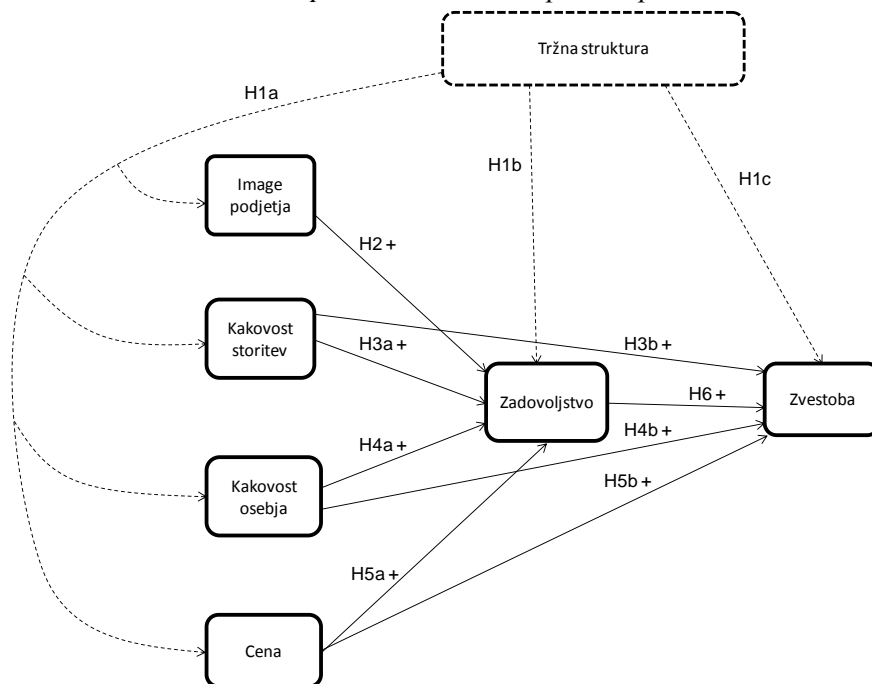 Tržna struktura
H1a
H1b
H1c
Image
podjetja
H2 +
Kakovost
storitev
H3b +
H3a +
Zadovoljstvo
H6 +
Zvestoba
H4a +
H4b +
Kakovost
osebja
H5b +
H5a +
Cena